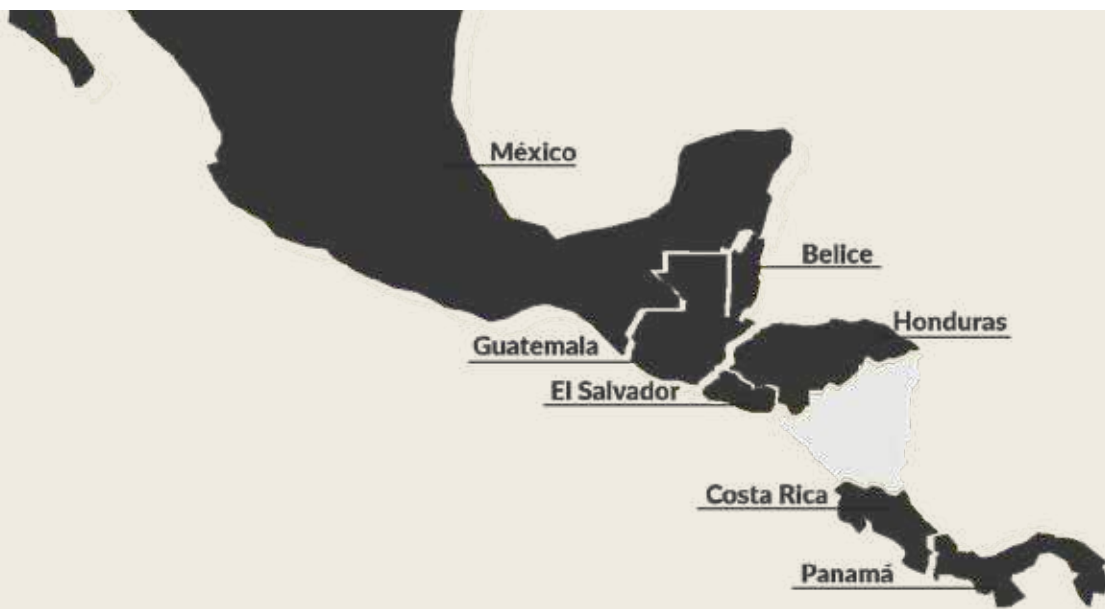 México
Belice
Honduras
Guatemala
El Salvador
Costa Rica
Panamá